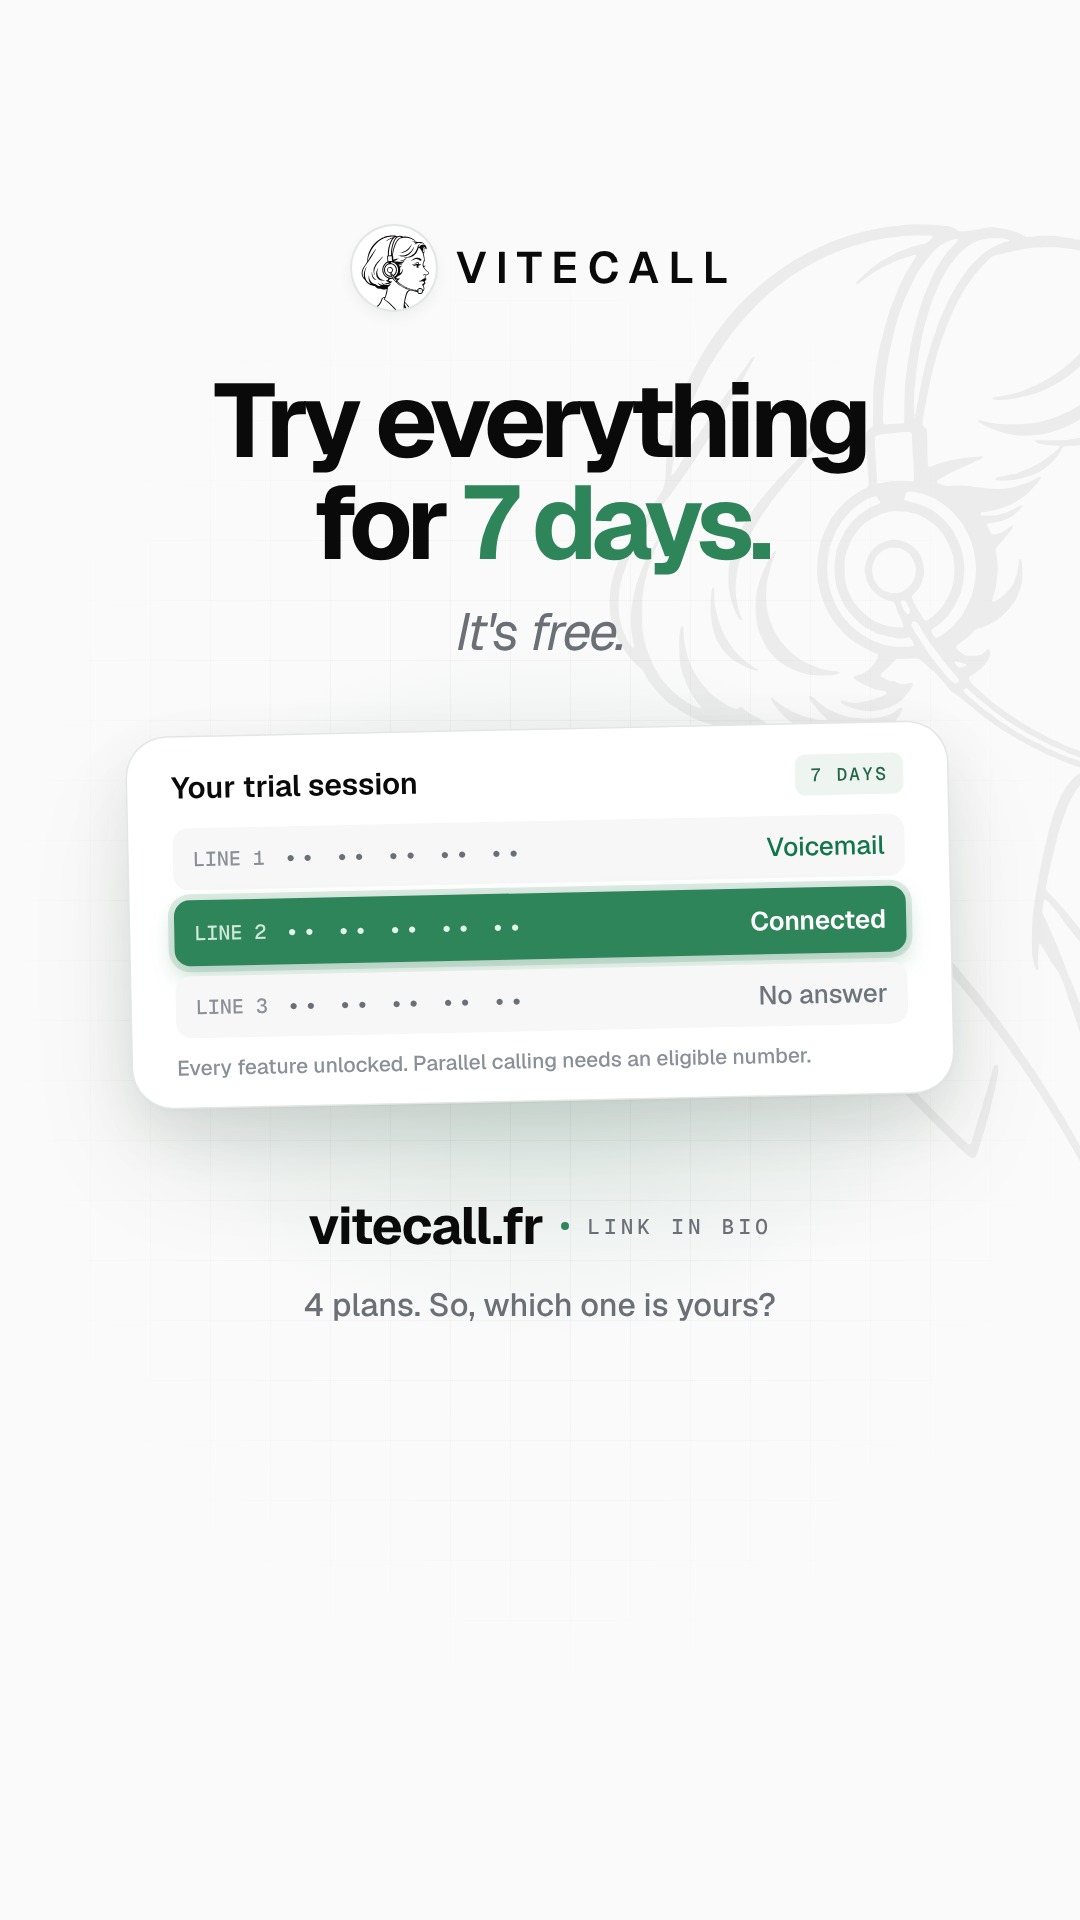 VITECALL
Try everything
for 7 days.
It's free.
Your trial session
7 DAYS
LINE 1 •• •• •• •• •• Voicemail
LINE 2 •• •• •• •• •• Connected
LINE 3 •• •• •• •• •• No answer
Every feature unlocked. Parallel calling needs an eligible number.
vitecall.fr • LINK IN BIO
4 plans. So, which one is yours?